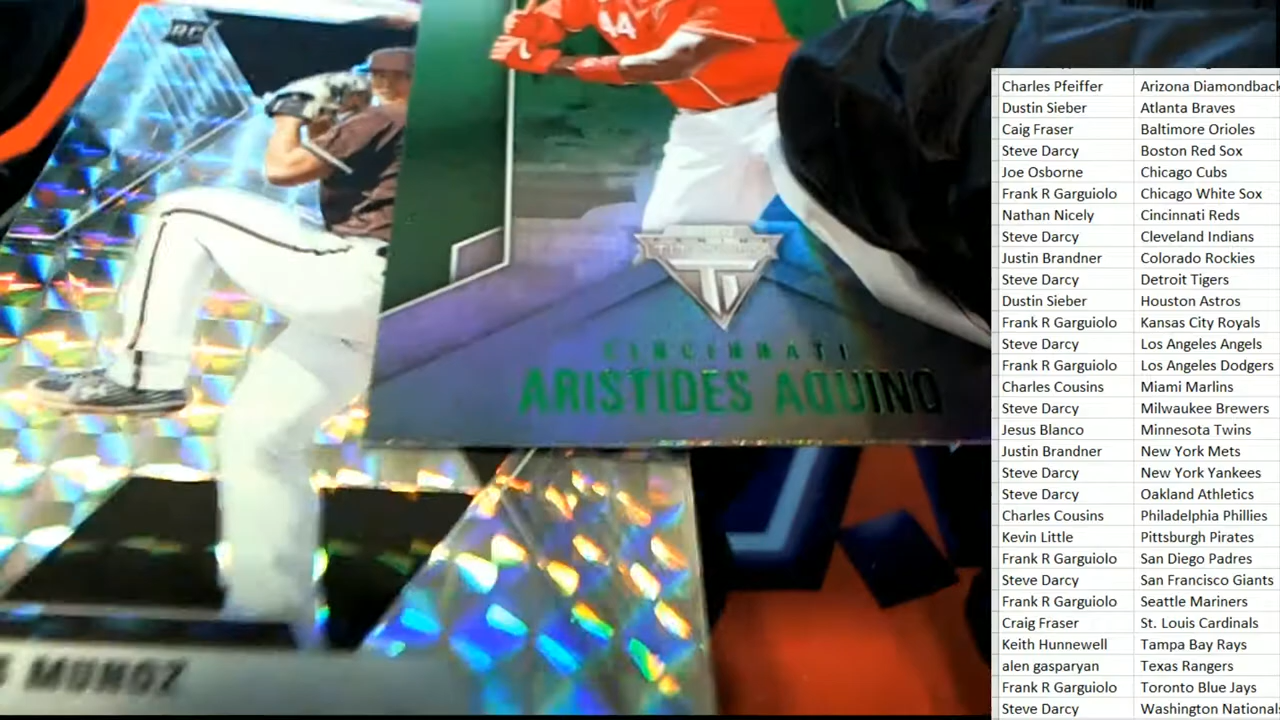 RC
44
CINCINNATI
ARISTIDES AQUINO
MUNOZ
Charles Pfeiffer Arizona Diamondback
Dustin Sieber Atlanta Braves
Caig Fraser Baltimore Orioles
Steve Darcy Boston Red Sox
Joe Osborne Chicago Cubs
Frank R Garguiolo Chicago White Sox
Nathan Nicely Cincinnati Reds
Steve Darcy Cleveland Indians
Justin Brandner Colorado Rockies
Steve Darcy Detroit Tigers
Dustin Sieber Houston Astros
Frank R Garguiolo Kansas City Royals
Steve Darcy Los Angeles Angels
Frank R Garguiolo Los Angeles Dodgers
Charles Cousins Miami Marlins
Steve Darcy Milwaukee Brewers
Jesus Blanco Minnesota Twins
Justin Brandner New York Mets
Steve Darcy New York Yankees
Steve Darcy Oakland Athletics
Charles Cousins Philadelphia Phillies
Kevin Little Pittsburgh Pirates
Frank R Garguiolo San Diego Padres
Steve Darcy San Francisco Giants
Frank R Garguiolo Seattle Mariners
Craig Fraser St. Louis Cardinals
Keith Hunnewell Tampa Bay Rays
alen gasparyan Texas Rangers
Frank R Garguiolo Toronto Blue Jays
Steve Darcy Washington National